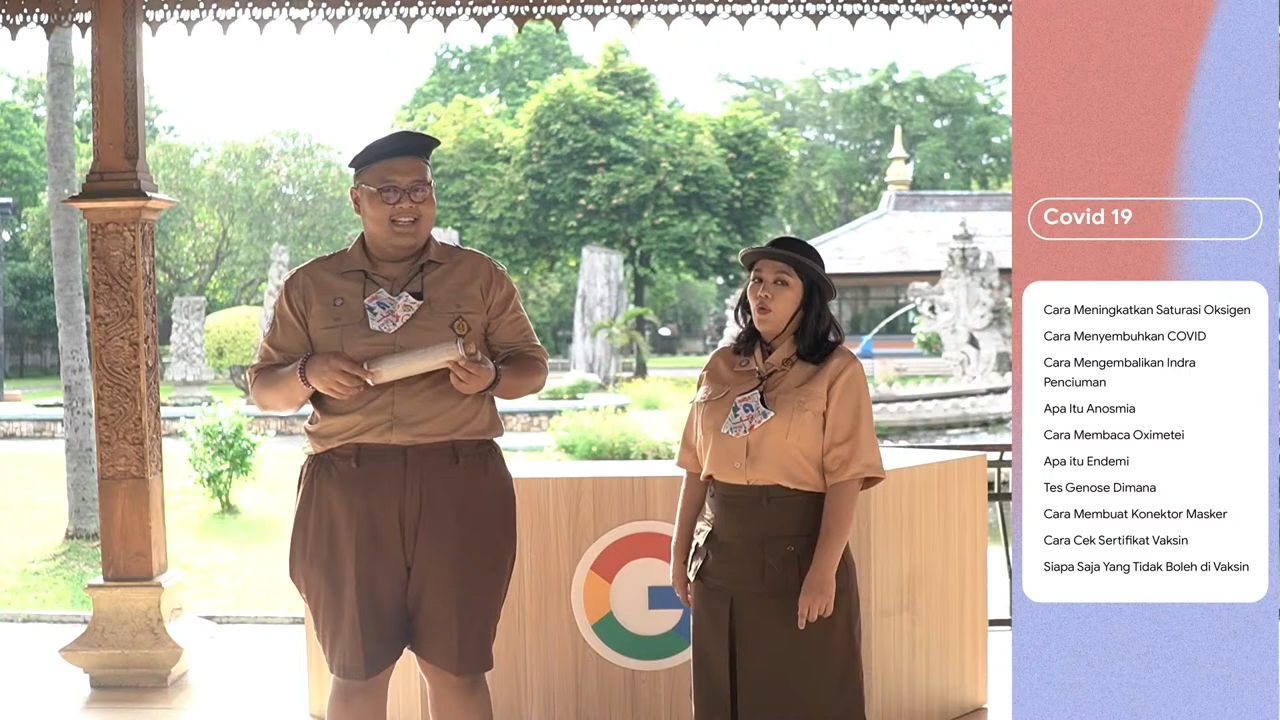 Covid 19
Cara Meningkatkan Saturasi Oksigen
Cara Menyembuhkan COVID
Cara Mengembalikan Indra
Penciuman
Apa Itu Anosmia
Cara Membaca Oximetei
Apa itu Endemi
Tes Genose Dimana
Cara Membuat Konektor Masker
Cara Cek Sertifikat Vaksin
Siapa Saja Yang Tidak Boleh di Vaksin